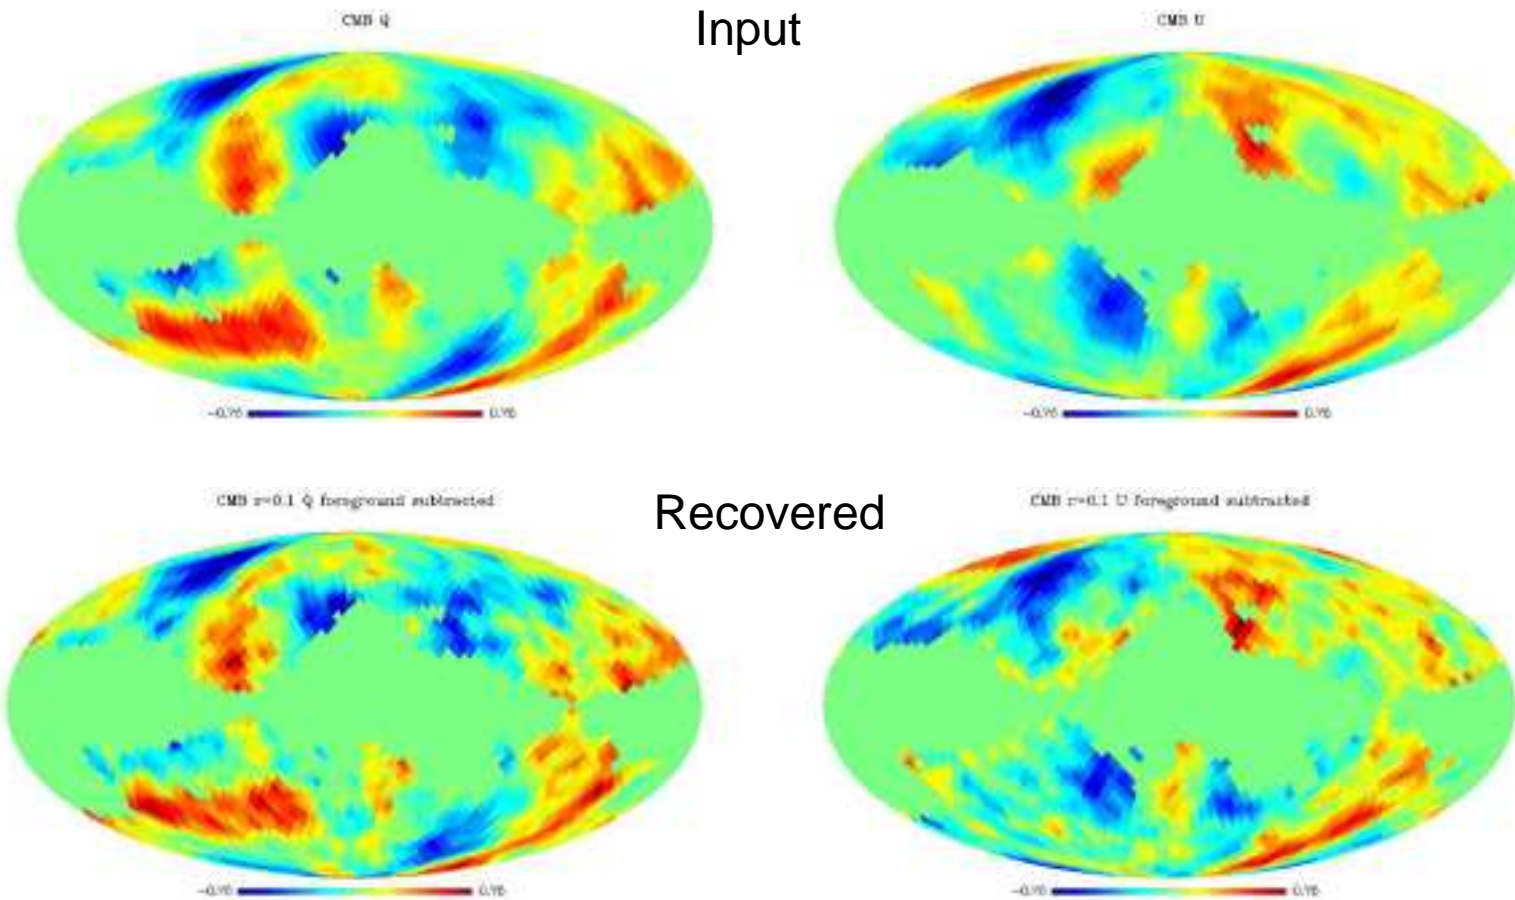 CMB Q
Input
CMB U
CMB r=0.1 Q foreground subtracted
Recovered
CMB r=0.1 U foreground subtracted